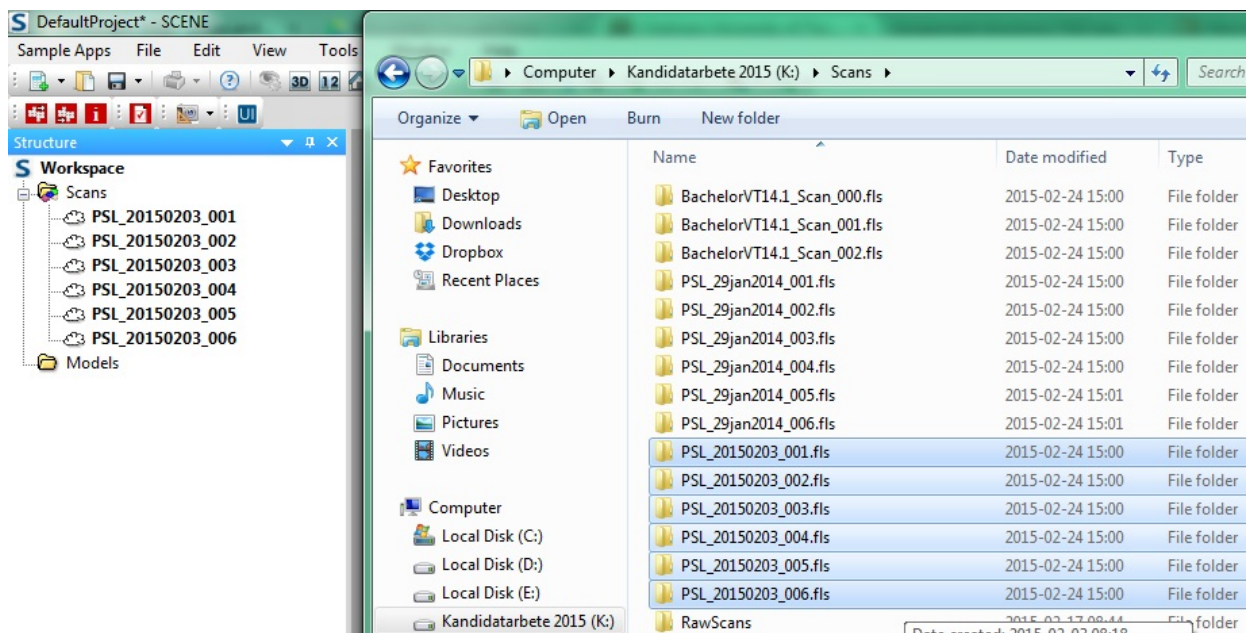 S DefaultProject* - SCENE
Sample Apps File Edit View Tools
3D 12
i UI
Structure
S Workspace
Scans
PSL_20150203_001
PSL_20150203_002
PSL_20150203_003
PSL_20150203_004
PSL_20150203_005
PSL_20150203_006
Models
Computer Kandidatarbete 2015 (K:) Scans
Search
Organize Open Burn New folder
Favorites
Desktop
Downloads
Dropbox
Recent Places
Libraries
Documents
Music
Pictures
Videos
Computer
Local Disk (C:)
Local Disk (D:)
Local Disk (E:)
Kandidatarbete 2015 (K:)
Name Date modified Type
BachelorVT14.1_Scan_000.fls 2015-02-24 15:00 File folder
BachelorVT14.1_Scan_001.fls 2015-02-24 15:00 File folder
BachelorVT14.1_Scan_002.fls 2015-02-24 15:00 File folder
PSL_29jan2014_001.fls 2015-02-24 15:00 File folder
PSL_29jan2014_002.fls 2015-02-24 15:00 File folder
PSL_29jan2014_003.fls 2015-02-24 15:00 File folder
PSL_29jan2014_004.fls 2015-02-24 15:00 File folder
PSL_29jan2014_005.fls 2015-02-24 15:01 File folder
PSL_29jan2014_006.fls 2015-02-24 15:01 File folder
PSL_20150203_001.fls 2015-02-24 15:00 File folder
PSL_20150203_002.fls 2015-02-24 15:00 File folder
PSL_20150203_003.fls 2015-02-24 15:00 File folder
PSL_20150203_004.fls 2015-02-24 15:00 File folder
PSL_20150203_005.fls 2015-02-24 15:00 File folder
PSL_20150203_006.fls 2015-02-24 15:00 File folder
RawScans folder